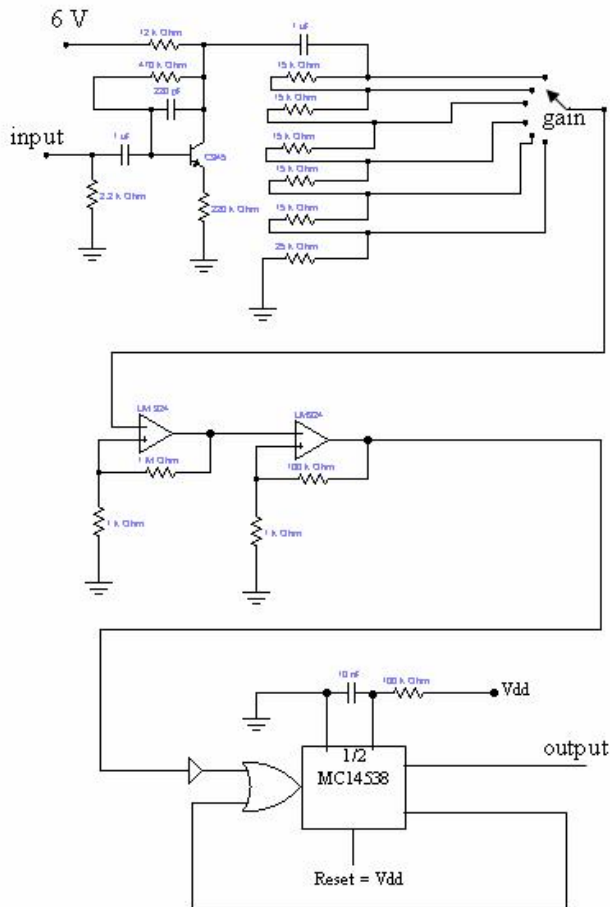 6 V
12 k Ohm
1 uF
470 k Ohm
15 k Ohm
220 pF
15 k Ohm
gain
input
1 uF
15 k Ohm
C945
15 k Ohm
2.2 k Ohm
220 k Ohm
15 k Ohm
25 k Ohm
LM324
LM324
1 M Ohm
100 k Ohm
1 k Ohm
1 k Ohm
10 nF
100 k Ohm
Vdd
output
1/2
MC14538
Reset = Vdd